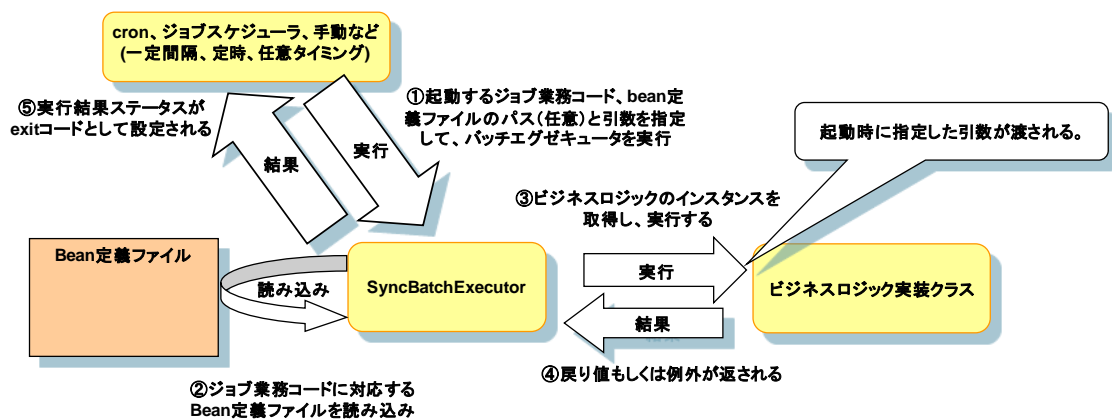 cron、ジョブスケジューラ、手動など
(一定間隔、定時、任意タイミング)
⑤実行結果ステータスが
exitコードとして設定される
①起動するジョブ業務コード、bean定
義ファイルのパス（任意）と引数を指定
して、バッチエグゼキュータを実行
起動時に指定した引数が渡される。
結果
実行
③ビジネスロジックのインスタンスを
取得し、実行する
Bean定義ファイル
読み込み
SyncBatchExecutor
実行
ビジネスロジック実装クラス
結果
④戻り値もしくは例外が返される
②ジョブ業務コードに対応する
Bean定義ファイルを読み込み